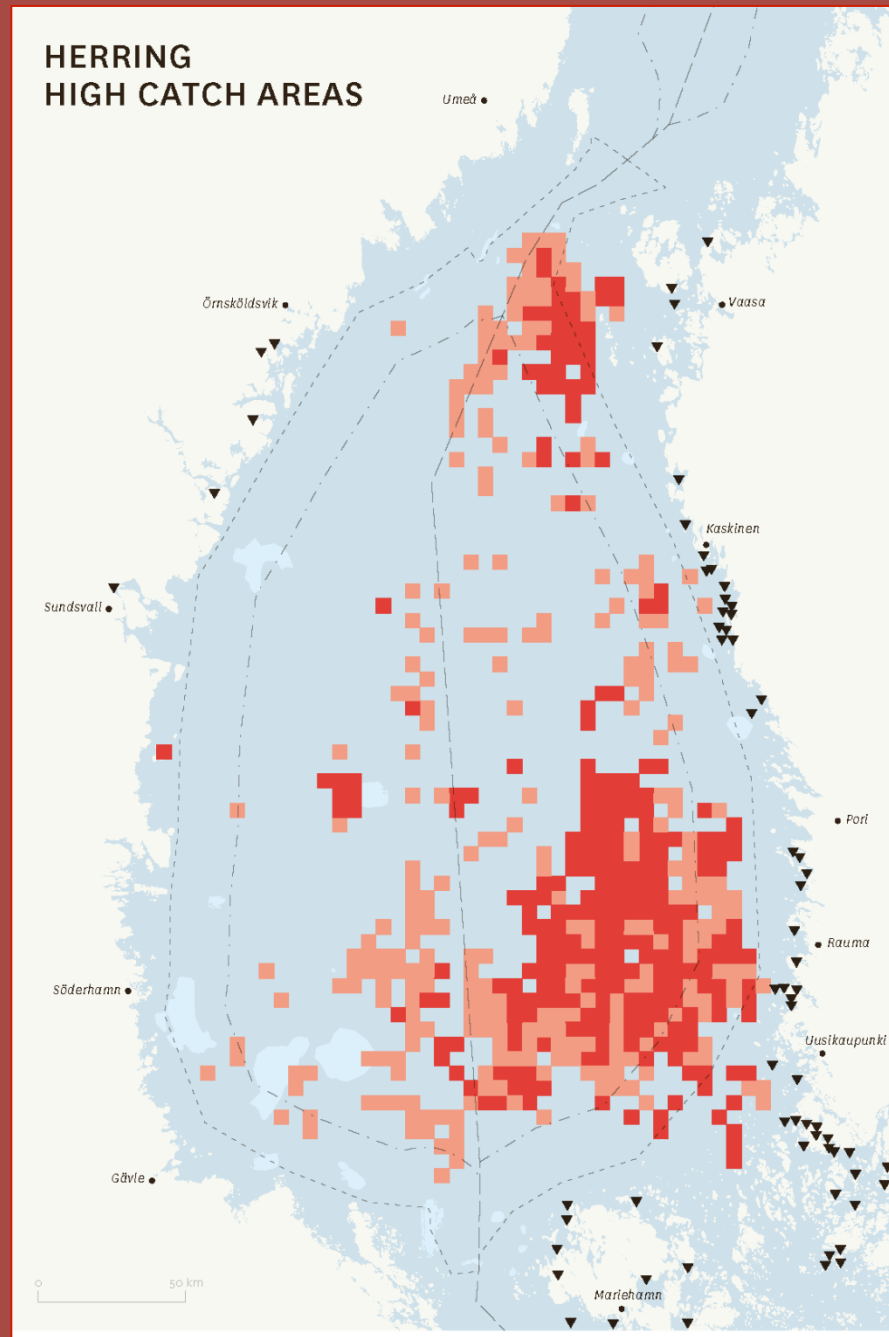 HERRING
HIGH CATCH AREAS
Umeå
Örnsköldsvik
Vaasa
Kaskinen
Sundsvall
Pori
Rauma
Söderhamn
Uusikaupunki
Gävle
0
50 km
Mariehamn